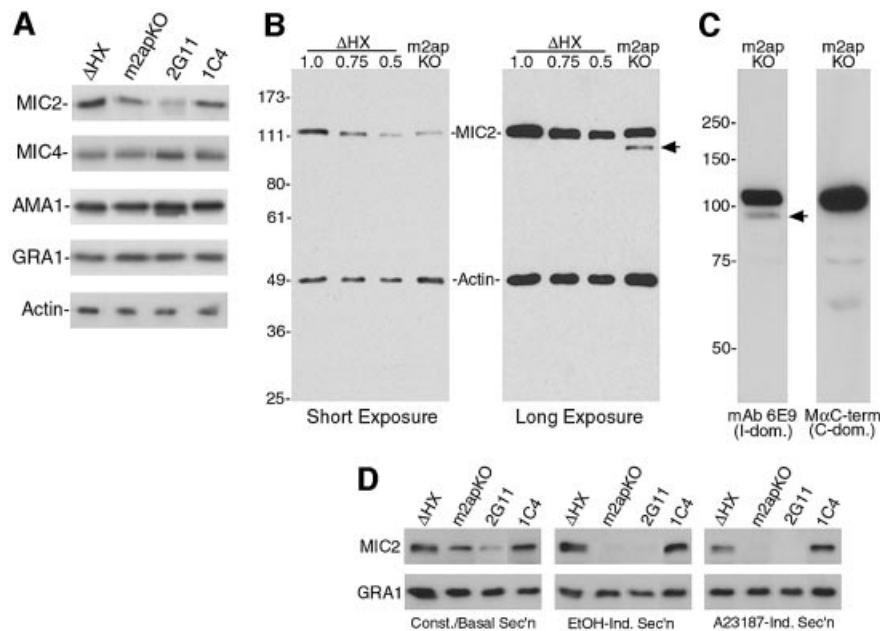 A
ΔHX m2apKO 2G11 1C4
MIC2-
MIC4-
AMA1-
GRA1-
Actin-
B
ΔHX m2ap KO
1.0 0.75 0.5
173-
111-
80-
61-
49-
36-
25-
-MIC2-
-Actin-
Short Exposure
ΔHX m2ap KO
1.0 0.75 0.5
Long Exposure
C
m2ap KO
m2ap KO
250-
150-
100-
75-
50-
mAb 6E9
(I-dom.)
MαC-term
(C-dom.)
D
ΔHX m2apKO 2G11 1C4
ΔHX m2apKO 2G11 1C4
ΔHX m2apKO 2G11 1C4
MIC2
GRA1
Const./Basal Sec'n
EtOH-Ind. Sec'n
A23187-Ind. Sec'n